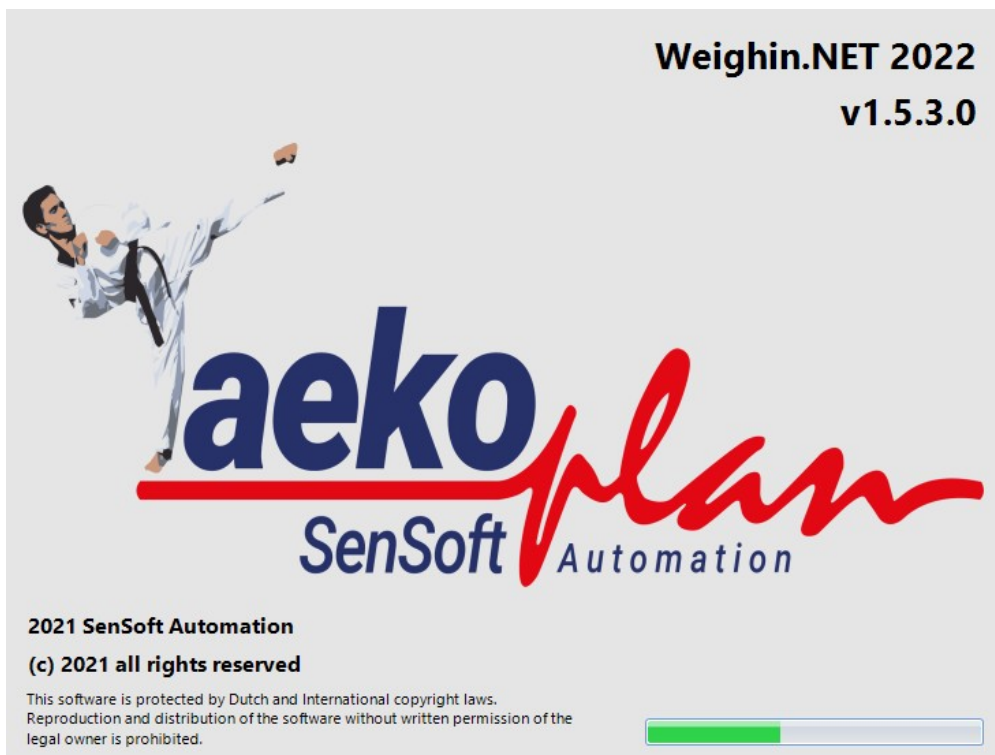 Weighin.NET 2022
v1.5.3.0
Taekoplan
SenSoft Automation
2021 SenSoft Automation
(c) 2021 all rights reserved
This software is protected by Dutch and International copyright laws.
Reproduction and distribution of the software without written permission of the
legal owner is prohibited.